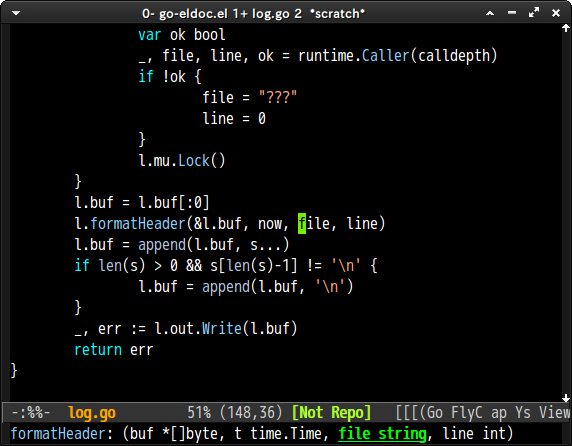 0- go-eldoc.el 1+ log.go 2 *scratch*
var ok bool
_, file, line, ok = runtime.Caller(calldepth)
if !ok {
file = "???"
line = 0
}
l.mu.Lock()
}
l.buf = l.buf[:0]
l.formatHeader(&l.buf, now, file, line)
l.buf = append(l.buf, s...)
if len(s) > 0 && s[len(s)-1] != '\n' {
l.buf = append(l.buf, '\n')
}
_, err := l.out.Write(l.buf)
return err
}
-:%%- log.go 51% (148,36) [Not Repo] [[[(Go FlyC ap Ys View
formatHeader: (buf *[]byte, t time.Time, file string, line int)